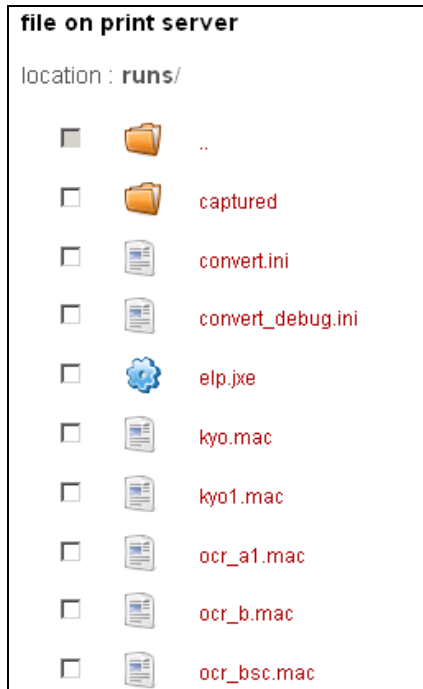 file on print server
location : runs/
..
captured
convert.ini
convert_debug.ini
elp.jxe
kyo.mac
kyo1.mac
ocr_a1.mac
ocr_b.mac
ocr_bsc.mac